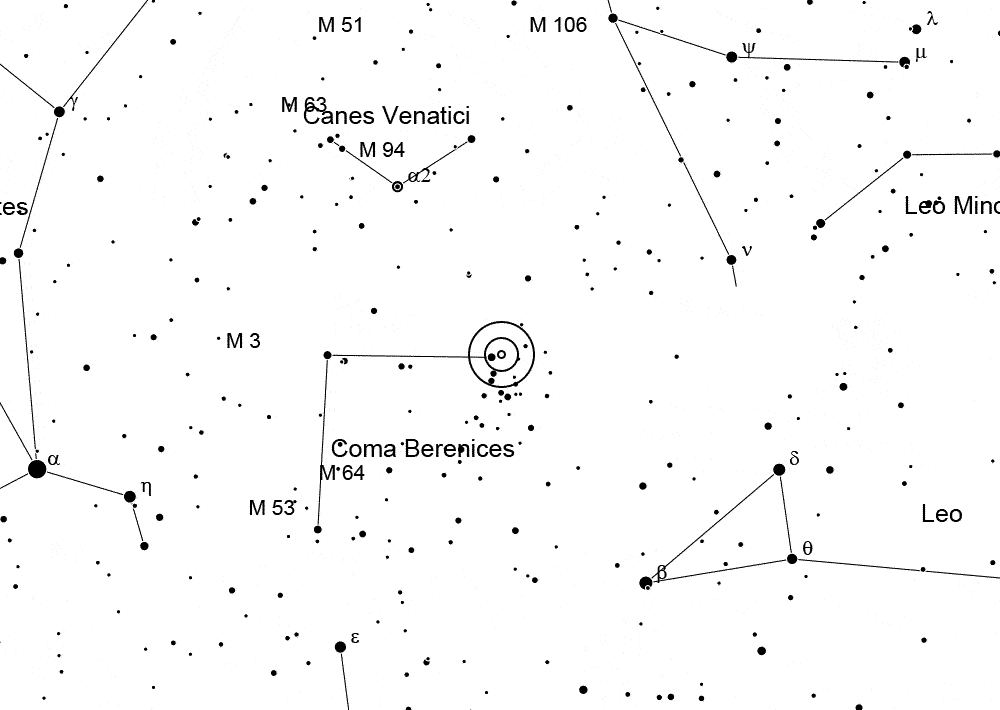 M 51
M 106
λ
ψ
μ
γ
M 63
Canes Venatici
M 94
α2
tes
Leo Mino
ν
M 3
α
Coma Berenices
δ
M 64
η
M 53
Leo
θ
β
ε